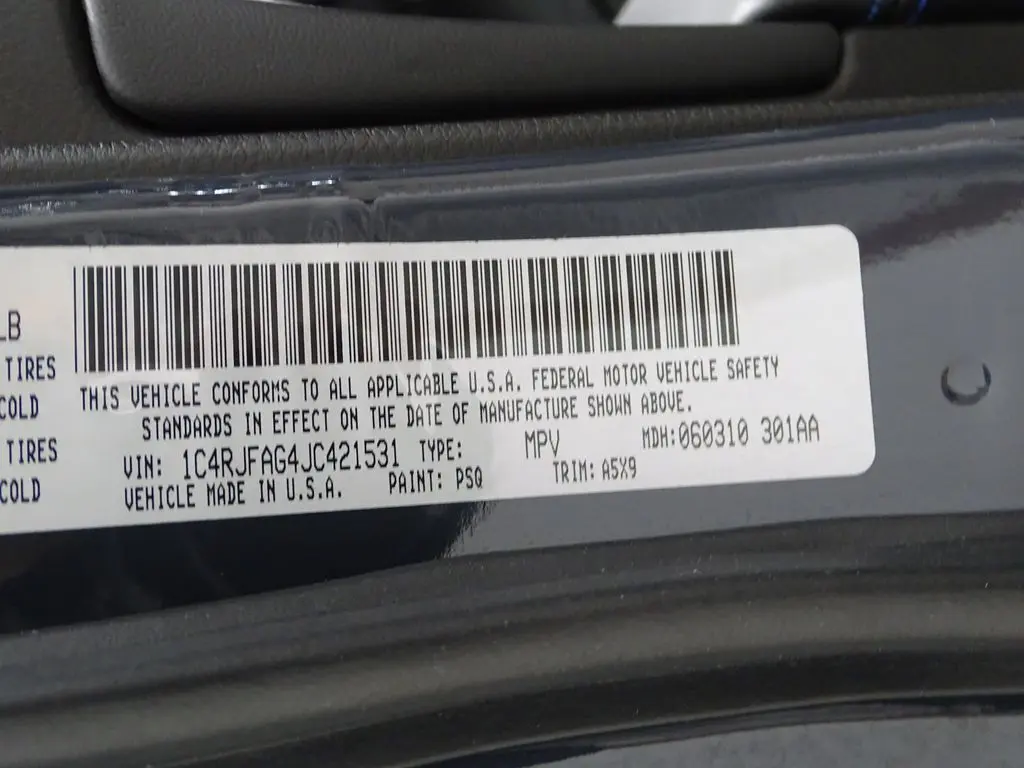 LB
TIRES
COLD
TIRES
COLD
THIS VEHICLE CONFORMS TO ALL APPLICABLE U.S.A. FEDERAL MOTOR VEHICLE SAFETY
STANDARDS IN EFFECT ON THE DATE OF MANUFACTURE SHOWN ABOVE.
VIN: 1C4RJFAG4JC421531 TYPE: MPV MDH:060310 301AA
VEHICLE MADE IN U.S.A. PAINT: PSQ TRIM: A5X9